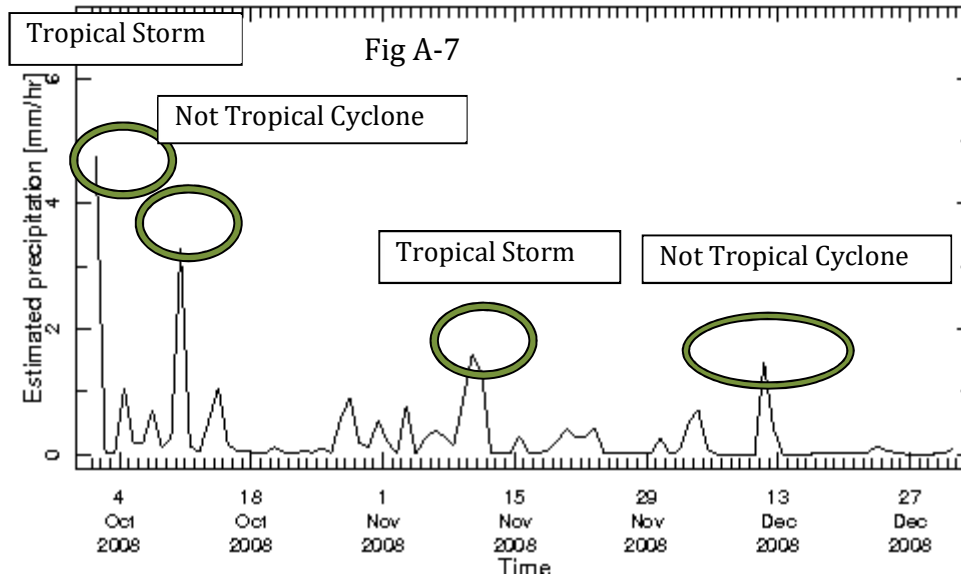 Tropical Storm
Fig A-7
Not Tropical Cyclone
Tropical Storm
Not Tropical Cyclone
Estimated precipitation [mm/hr]
6
4
2
0
4 18 1 15 29 13 27
Oct Oct Nov Nov Nov Dec Dec
2008 2008 2008 2008 2008 2008 2008
Time